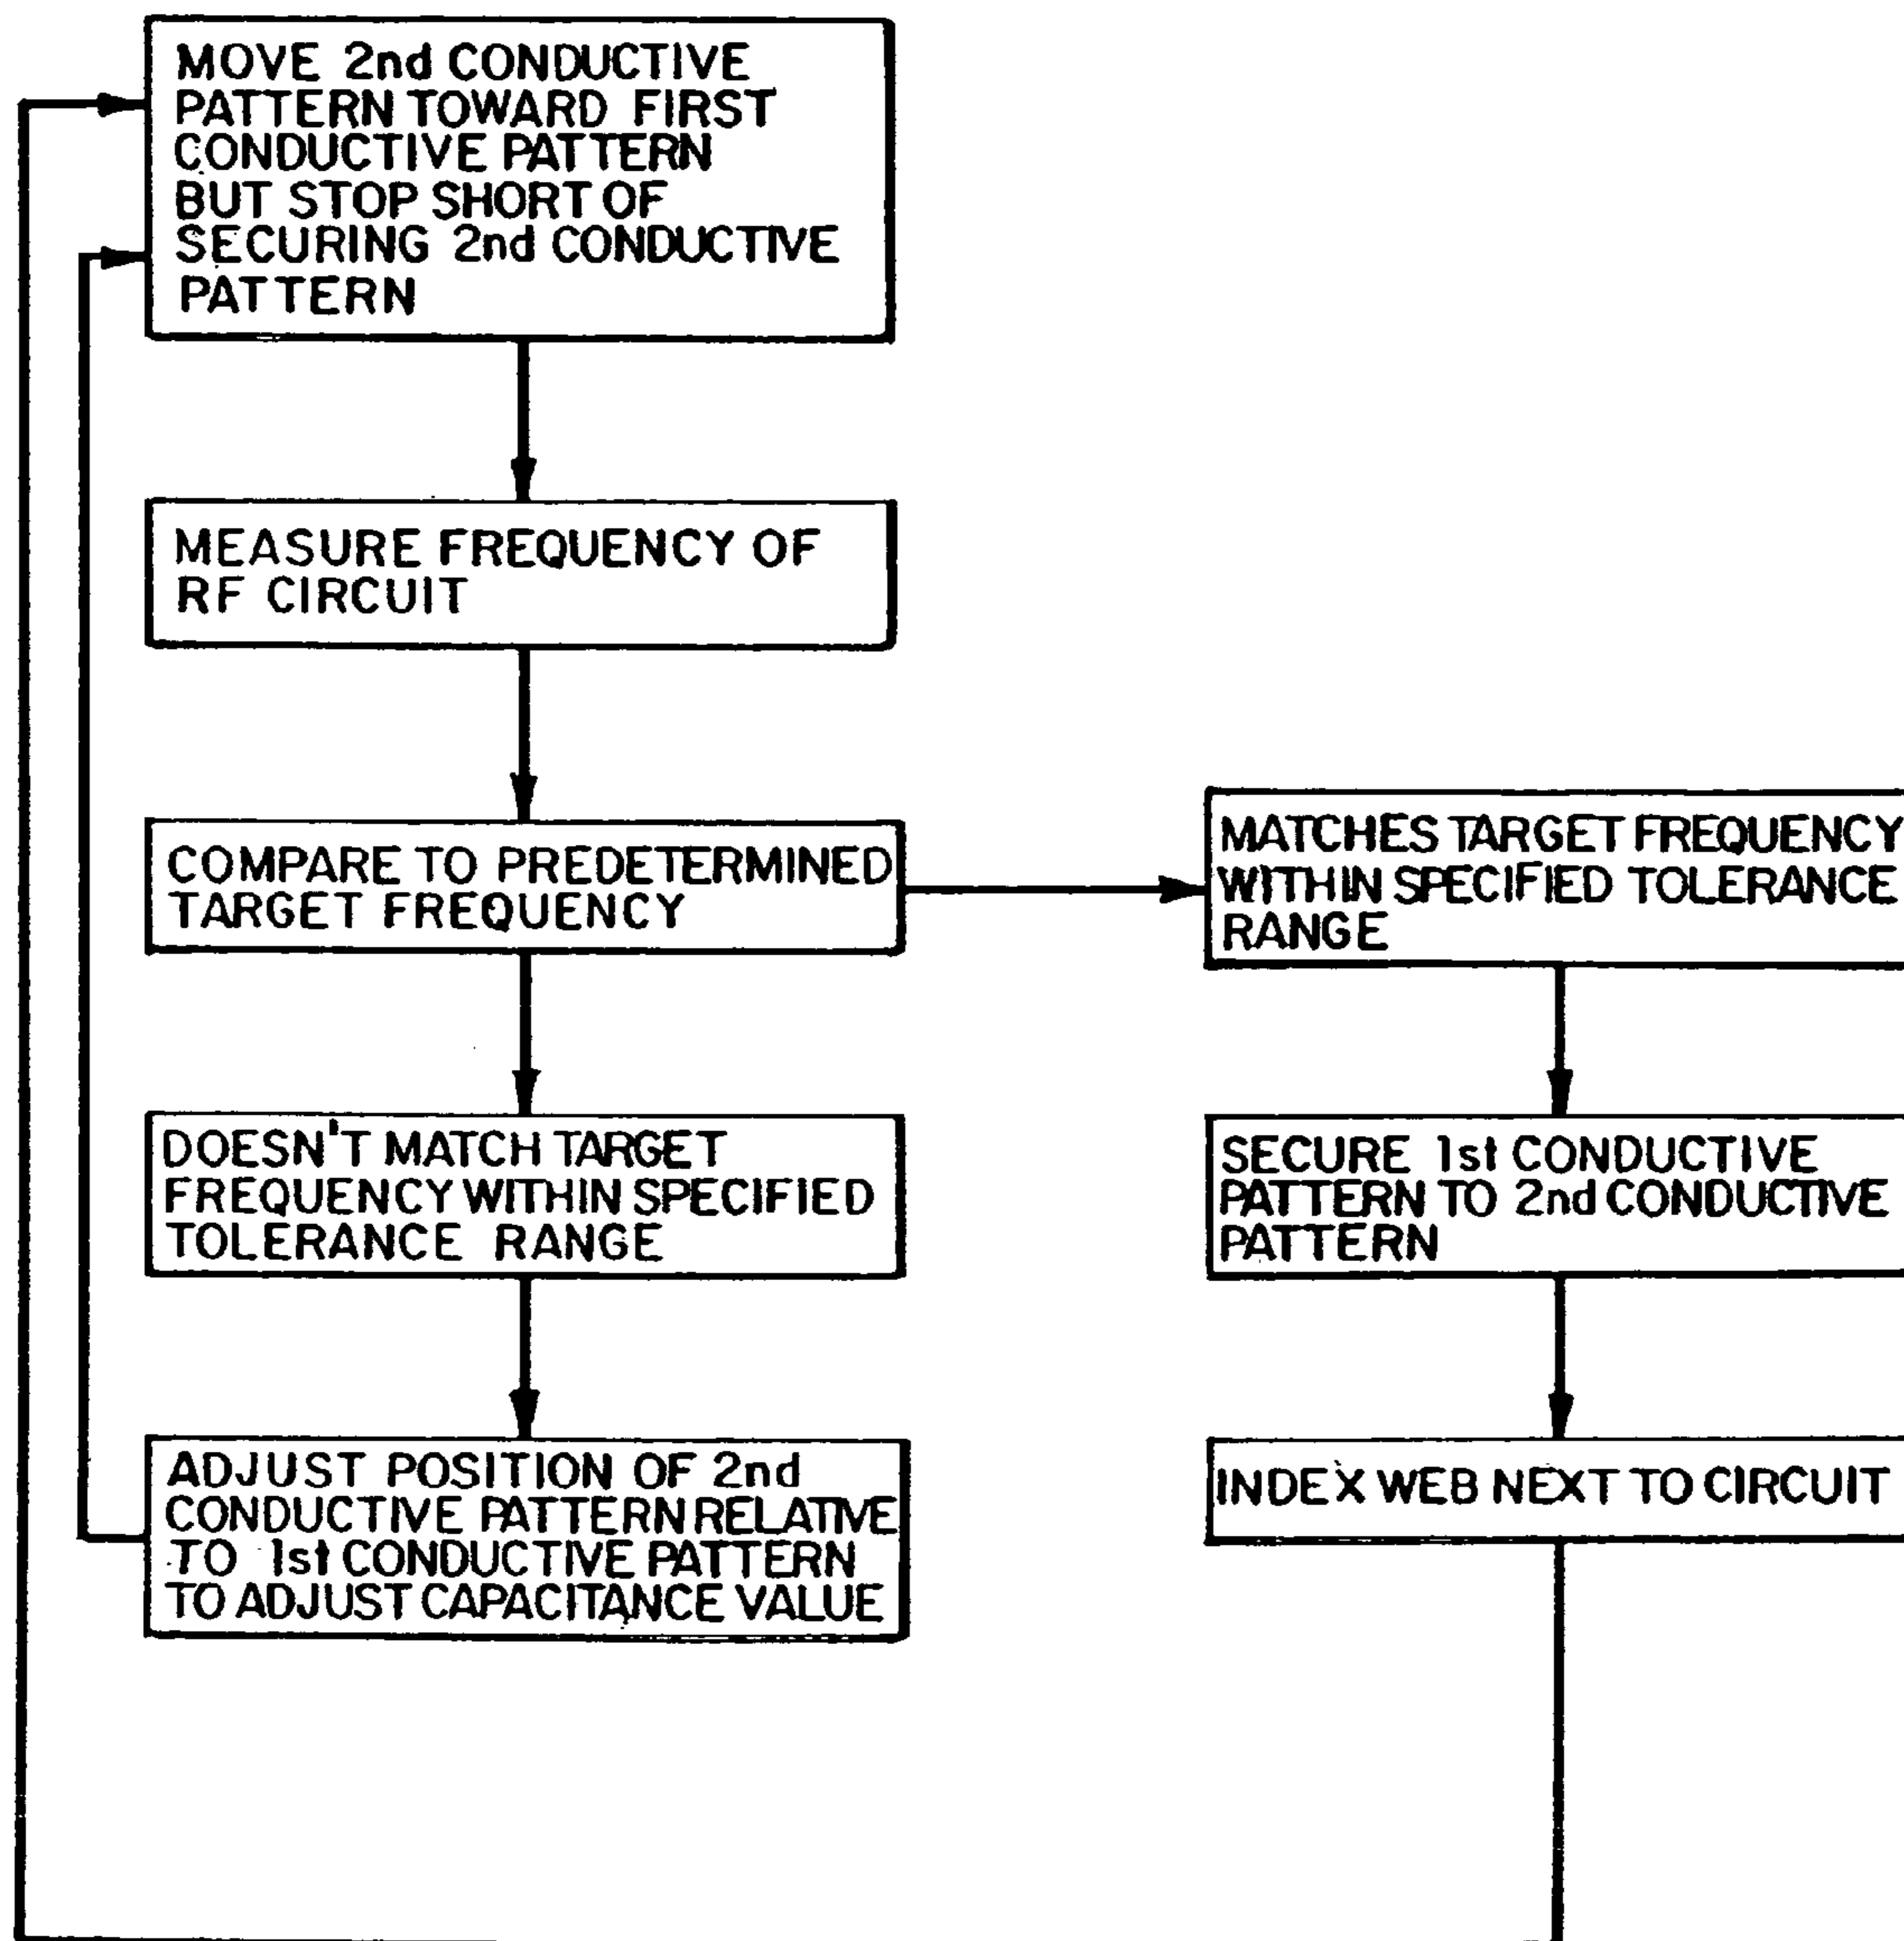 MOVE 2nd CONDUCTIVE
PATTERN TOWARD FIRST
CONDUCTIVE PATTERN
BUT STOP SHORT OF
SECURING 2nd CONDUCTIVE
PATTERN
MEASURE FREQUENCY OF
RF CIRCUIT
COMPARE TO PREDETERMINED
TARGET FREQUENCY
MATCHES TARGET FREQUENCY
WITHIN SPECIFIED TOLERANCE
RANGE
DOESN'T MATCH TARGET
FREQUENCY WITHIN SPECIFIED
TOLERANCE RANGE
SECURE 1st CONDUCTIVE
PATTERN TO 2nd CONDUCTIVE
PATTERN
ADJUST POSITION OF 2nd
CONDUCTIVE PATTERN RELATIVE
TO 1st CONDUCTIVE PATTERN
TO ADJUST CAPACITANCE VALUE
INDEX WEB NEXT TO CIRCUIT